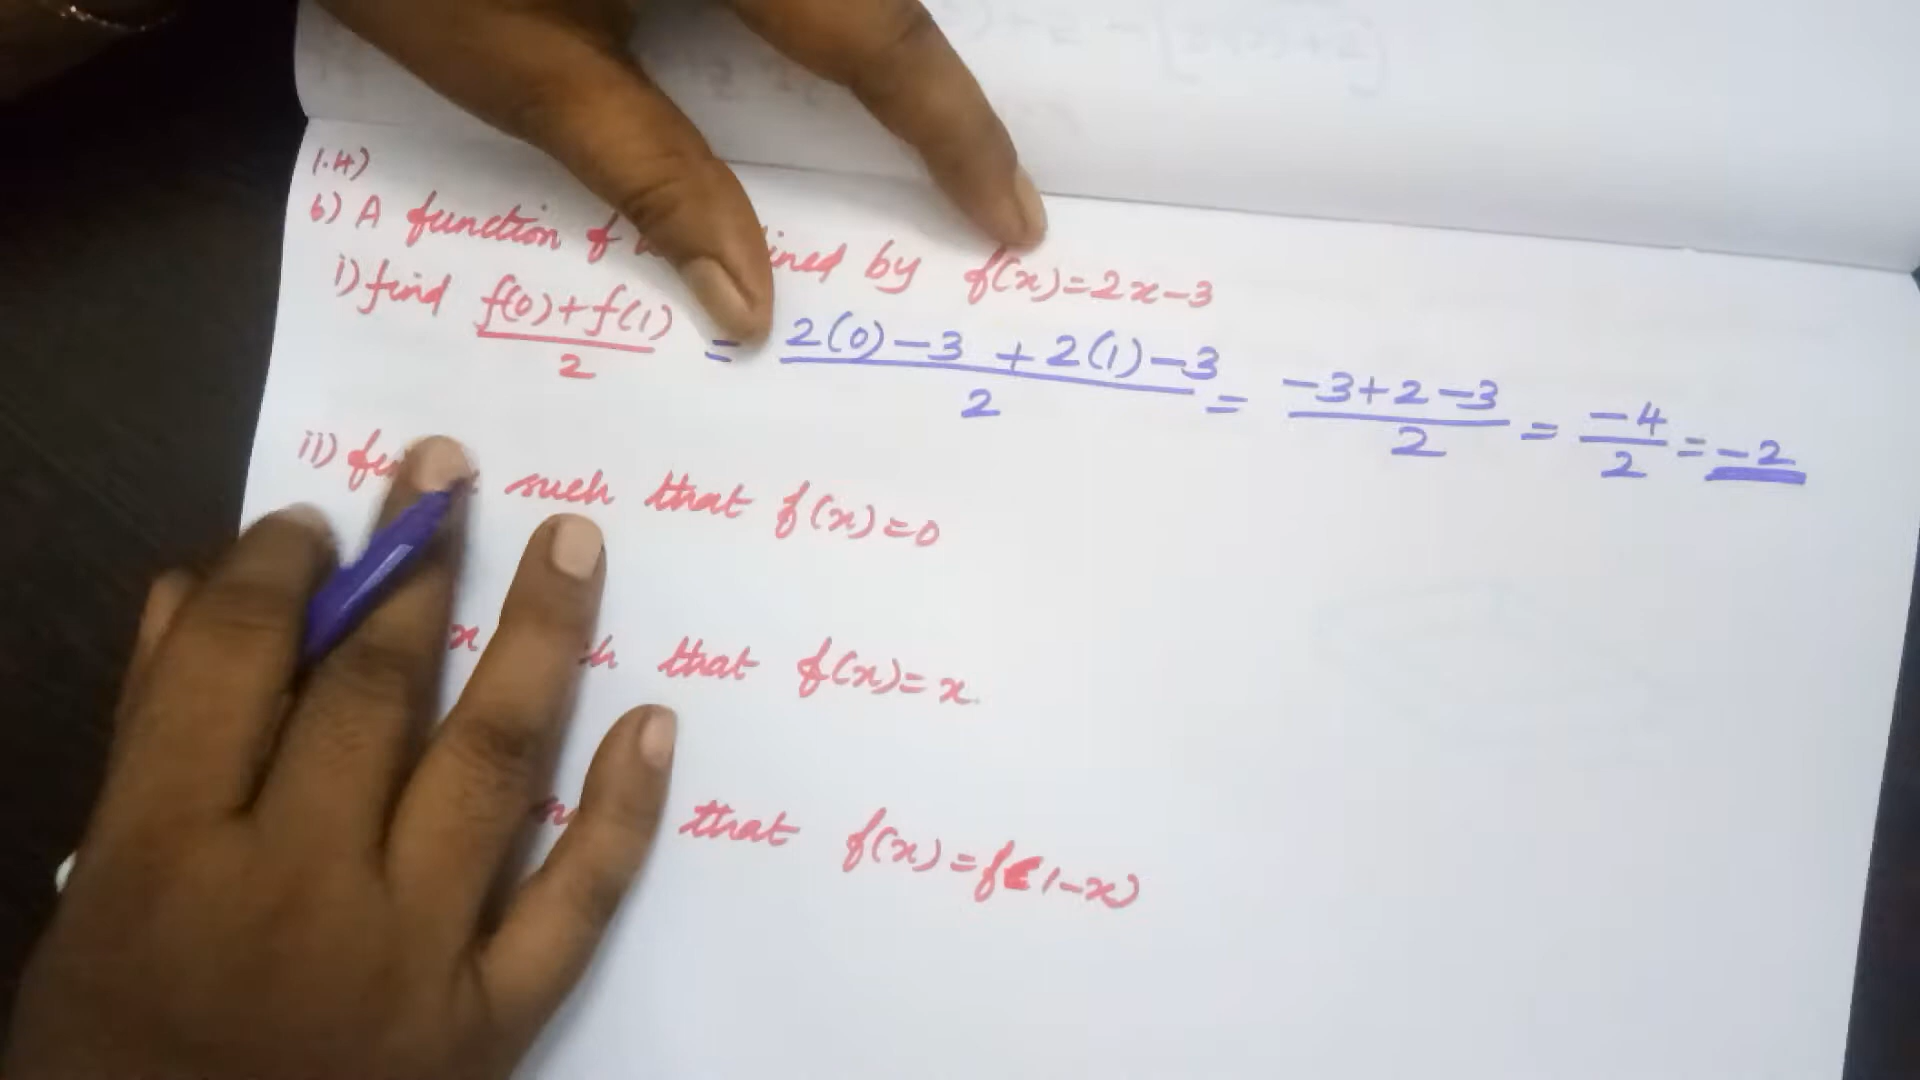 1.4)
6) A function f by f(x)=2x-3
i) find f(0)+f(1)/2 = 2(0)-3 + 2(1)-3/2 = -3+2-3/2 = -4/2 = -2
ii) such that f(x)=0
x that f(x)=x
that f(x)=f(1-x)